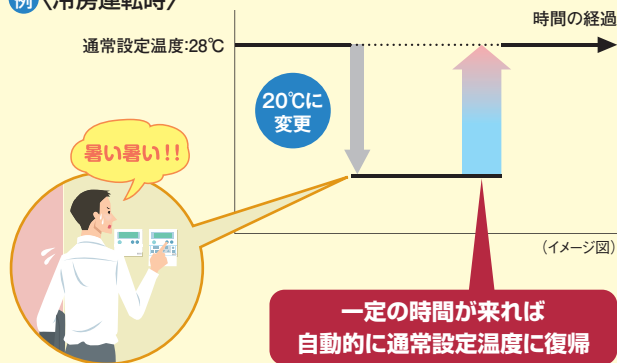 例〈冷房運転時〉
時間の経過
通常設定温度:28℃
20℃に
変更
暑い暑い!!
(イメージ図)
一定の時間が来れば
自動的に通常設定温度に復帰